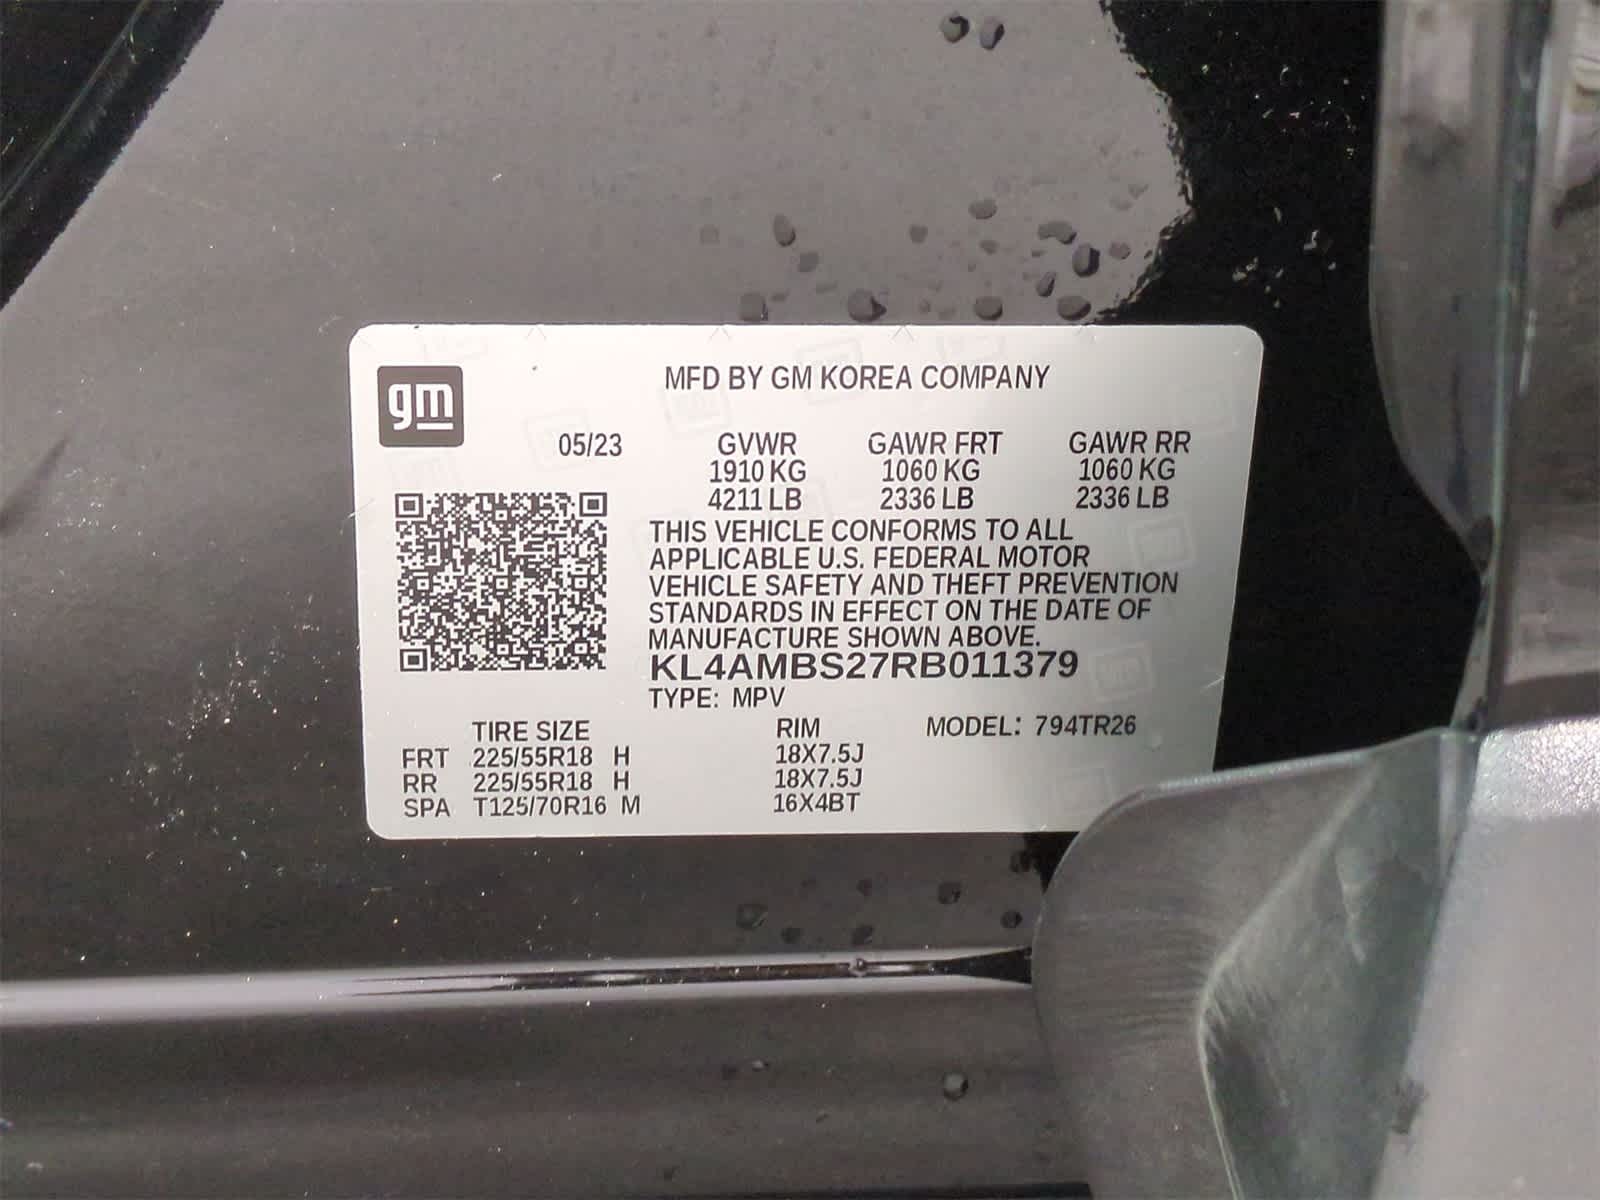 gm
MFD BY GM KOREA COMPANY
05/23 GVWR GAWR FRT GAWR RR
1910 KG 1060 KG 1060 KG
4211 LB 2336 LB 2336 LB
THIS VEHICLE CONFORMS TO ALL
APPLICABLE U.S. FEDERAL MOTOR
VEHICLE SAFETY AND THEFT PREVENTION
STANDARDS IN EFFECT ON THE DATE OF
MANUFACTURE SHOWN ABOVE.
KL4AMBS27RB011379
TYPE: MPV
TIRE SIZE RIM MODEL: 794TR26
FRT 225/55R18 H 18X7.5J
RR 225/55R18 H 18X7.5J
SPA T125/70R16 M 16X4BT